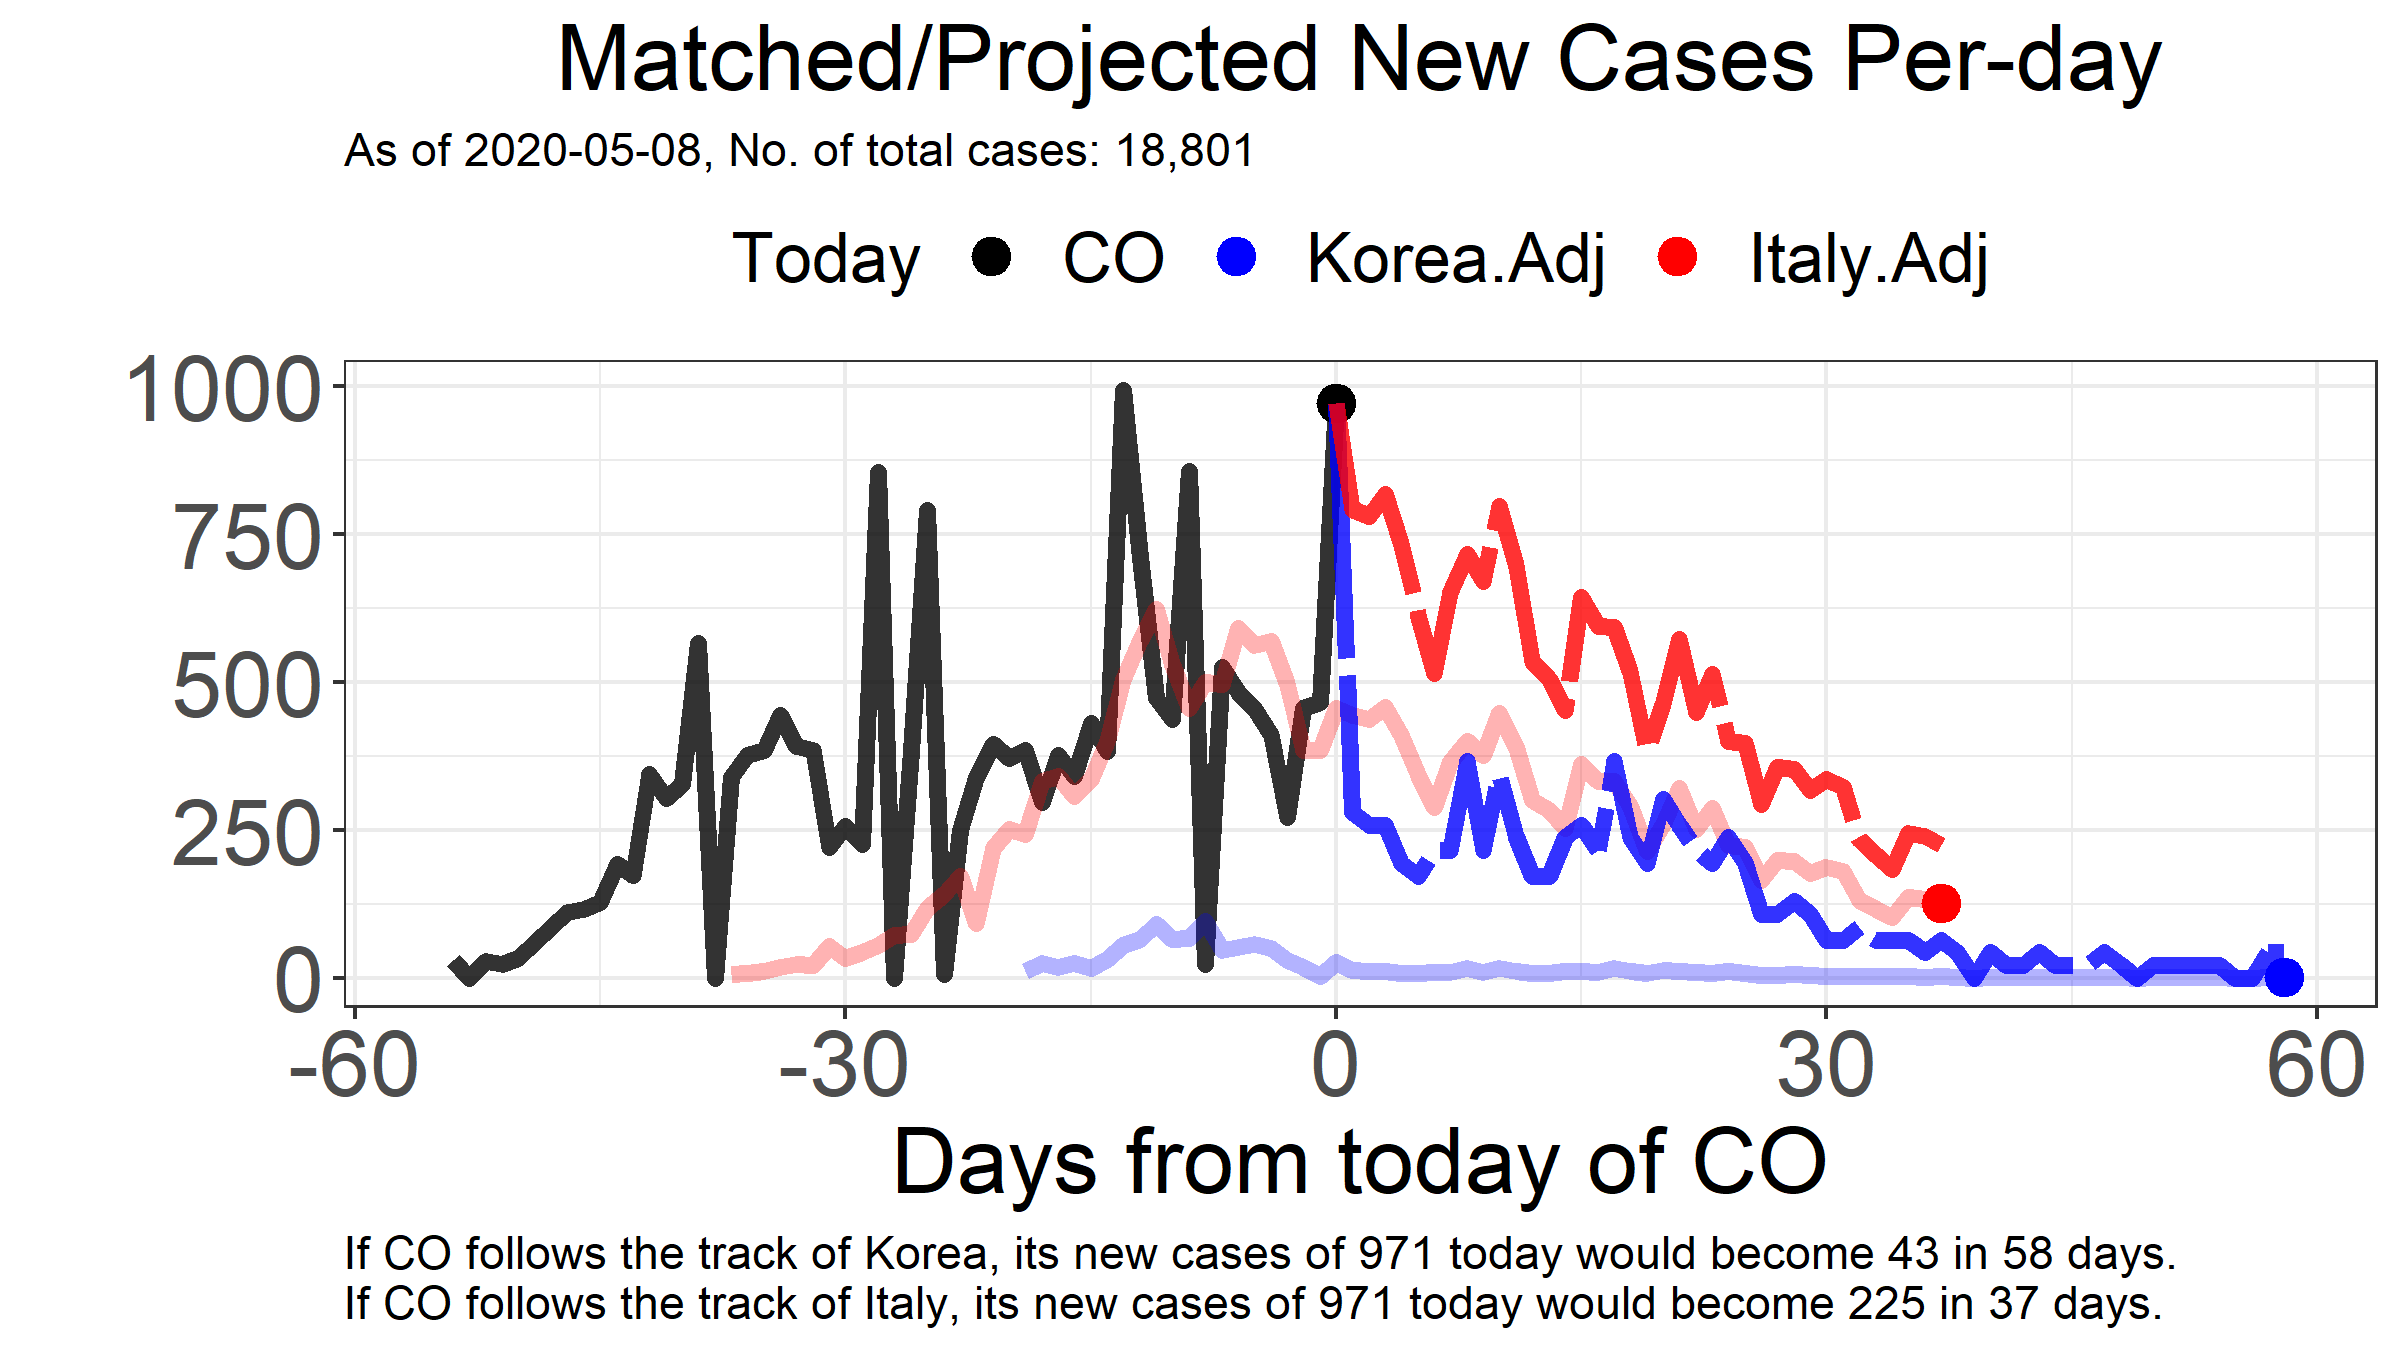 Matched/Projected New Cases Per-day
As of 2020-05-08, No. of total cases: 18,801
Today CO Korea.Adj Italy.Adj
1000
750
500
250
0
-60 -30 0 30 60
Days from today of CO
If CO follows the track of Korea, its new cases of 971 today would become 43 in 58 days.
If CO follows the track of Italy, its new cases of 971 today would become 225 in 37 days.